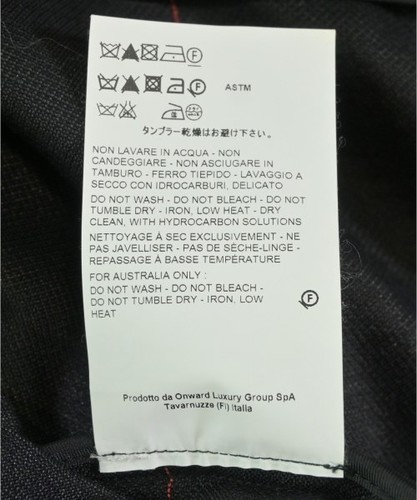 F
F ASTM
タンブラー乾燥はお避け下さい。
NON LAVARE IN ACQUA - NON
CANDEGGIARE - NON ASCIUGARE IN
TAMBURO - FERRO TIEPIDO - LAVAGGIO A
SECCO CON IDROCARBURI, DELICATO
DO NOT WASH - DO NOT BLEACH - DO NOT
TUMBLE DRY - IRON, LOW HEAT - DRY
CLEAN, WITH HYDROCARBON SOLUTIONS
NETTOYAGE À SEC EXCLUSIVEMENT - NE
PAS JAVELLISER - PAS DE SÈCHE-LINGE -
REPASSAGE À BASSE TEMPÉRATURE
FOR AUSTRALIA ONLY :
DO NOT WASH - DO NOT BLEACH -
DO NOT TUMBLE DRY - IRON, LOW
HEAT
F
Prodotto da Onward Luxury Group SpA
Tavarnuzze (Fi) Italia